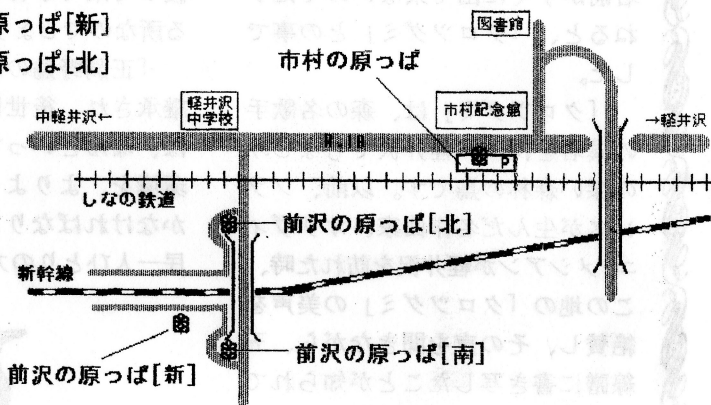 原っぱ[新]
原っぱ[北]
図書館
市村の原っぱ
軽井沢
中学校
市村記念館
中軽井沢←
→軽井沢
R.18
P
しなの鉄道
前沢の原っぱ[北]
新幹線
前沢の原っぱ[南]
前沢の原っぱ[新]